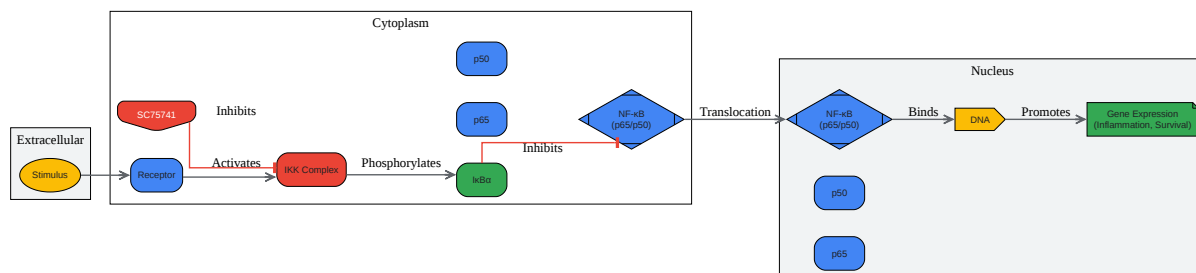 Cytoplasm
p50
Nucleus
SC75741
Inhibits
NF-κB
(p65/p50)
Translocation
NF-κB
(p65/p50)
Binds
DNA
Promotes
Gene Expression
(Inflammation, Survival)
p65
Extracellular
Inhibits
Stimulus
Receptor
Activates
IKK Complex
Phosphorylates
IκBα
p50
p65